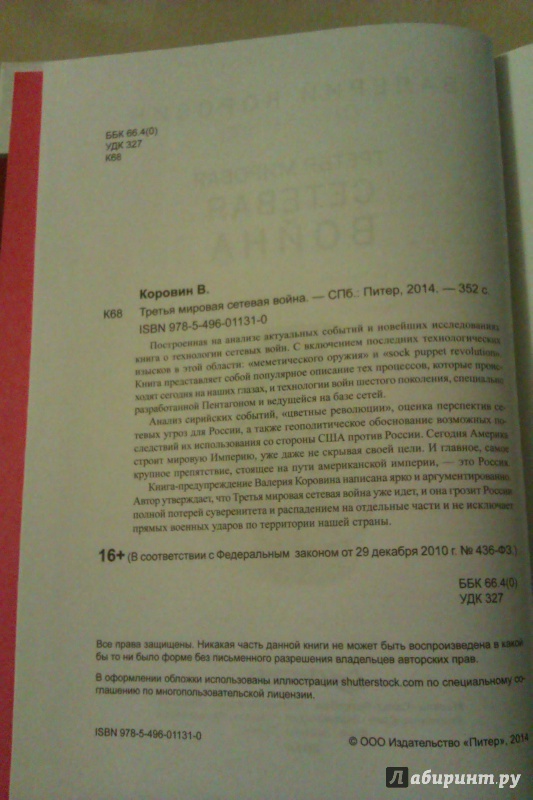 ББК 66.4(0)
УДК 327
К68
Коровин В.
К68 Третья мировая сетевая война. — СПб.: Питер, 2014. — 352 с.
ISBN 978-5-496-01131-0
Построенная на анализе актуальных событий и новейших исследованиях
книга о технологии сетевых войн. С включением последних технологических
изысков в этой области: «меметического оружия» и «sock puppet revolution».
Книга представляет собой популярное описание тех процессов, которые проис-
ходят сегодня на наших глазах, и технологии войн шестого поколения, специально
разработанной Пентагоном и ведущейся на базе сетей.
Анализ сирийских событий, «цветные революции», оценка перспектив се-
тевых угроз для России, а также геополитическое обоснование возможных по-
следствий их использования со стороны США против России. Сегодня Америка
строит мировую Империю, уже даже не скрывая своей цели. И главное, самое
крупное препятствие, стоящее на пути американской империи, — это Россия.
Книга-предупреждение Валерия Коровина написана ярко и аргументированно.
Автор утверждает, что Третья мировая сетевая война уже идет, и она грозит России
полной потерей суверенитета и распадением на отдельные части и не исключает
прямых военных ударов по территории нашей страны.
16+ (В соответствии с Федеральным законом от 29 декабря 2010 г. № 436-ФЗ.)
ББК 66.4(0)
УДК 327
Все права защищены. Никакая часть данной книги не может быть воспроизведена в какой
бы то ни было форме без письменного разрешения владельцев авторских прав.
В оформлении обложки использованы иллюстрации shutterstock.com по специальному со-
глашению по многопользовательской лицензии.
ISBN 978-5-496-01131-0
© ООО Издательство «Питер», 2014
Лабиринт.ру